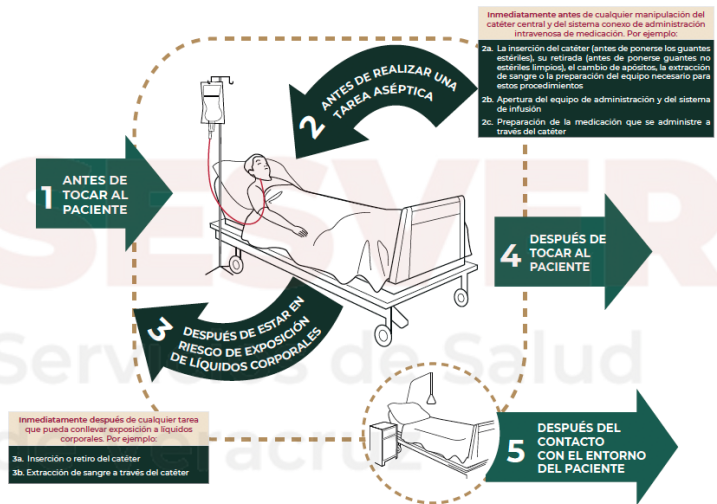 Inmediatamente antes de cualquier manipulación del
catéter central y del sistema conexo de administración
intravenosa de medicación. Por ejemplo:
2a. La inserción del catéter (antes de ponerse los guantes
estériles), su retirada (antes de ponerse guantes no
estériles limpios), el cambio de apósitos, la extracción
de sangre o la preparación del equipo necesario para
estos procedimientos
2b. Apertura del equipo de administración y del sistema
de infusión
2c. Preparación de la medicación que se administre a
través del catéter
2 ANTES DE REALIZAR UNA
TAREA ASÉPTICA
1 ANTES DE
TOCAR AL
PACIENTE
SESVER
4 DESPUÉS DE
TOCAR AL
PACIENTE
3 DESPUÉS DE ESTAR EN
RIESGO DE EXPOSICIÓN
DE LÍQUIDOS CORPORALES
Servicios de Salud
de Veracruz
Inmediatamente después de cualquier tarea
que pueda conllevar exposición a líquidos
corporales. Por ejemplo:
3a. Inserción o retiro del catéter
3b. Extracción de sangre a través del catéter
5 DESPUÉS DEL
CONTACTO
CON EL ENTORNO
DEL PACIENTE